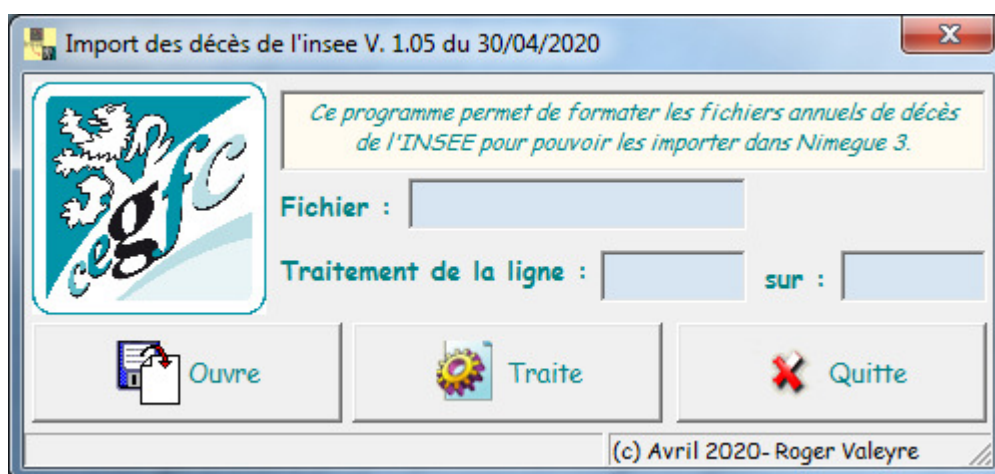 Import des décès de l'insee V. 1.05 du 30/04/2020
cegfc
Ce programme permet de formater les fichiers annuels de décès
de l'INSEE pour pouvoir les importer dans Nimegue 3.
Fichier :
Traitement de la ligne :
sur :
Ouvre
Traite
Quitte
(c) Avril 2020- Roger Valeyre